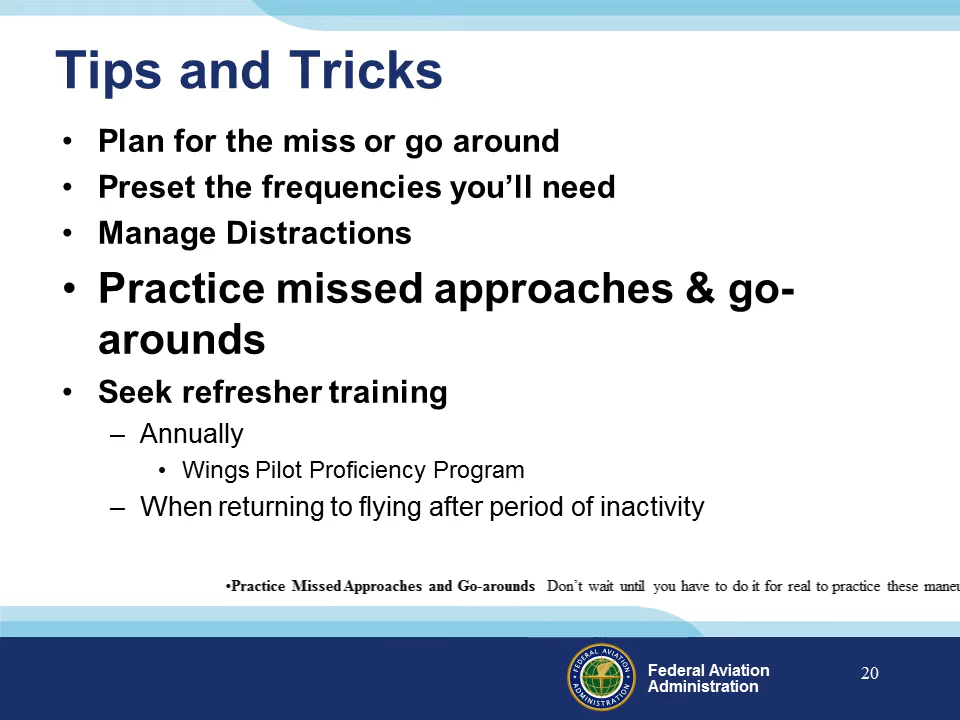 Tips and Tricks
• Plan for the miss or go around
• Preset the frequencies you’ll need
• Manage Distractions
• Practice missed approaches & go-
arounds
• Seek refresher training
– Annually
• Wings Pilot Proficiency Program
– When returning to flying after period of inactivity
•Practice Missed Approaches and Go-arounds Don’t wait until you have to do it for real to practice these maneu
FEDERAL AVIATION
ADMINISTRATION
Federal Aviation
Administration
20